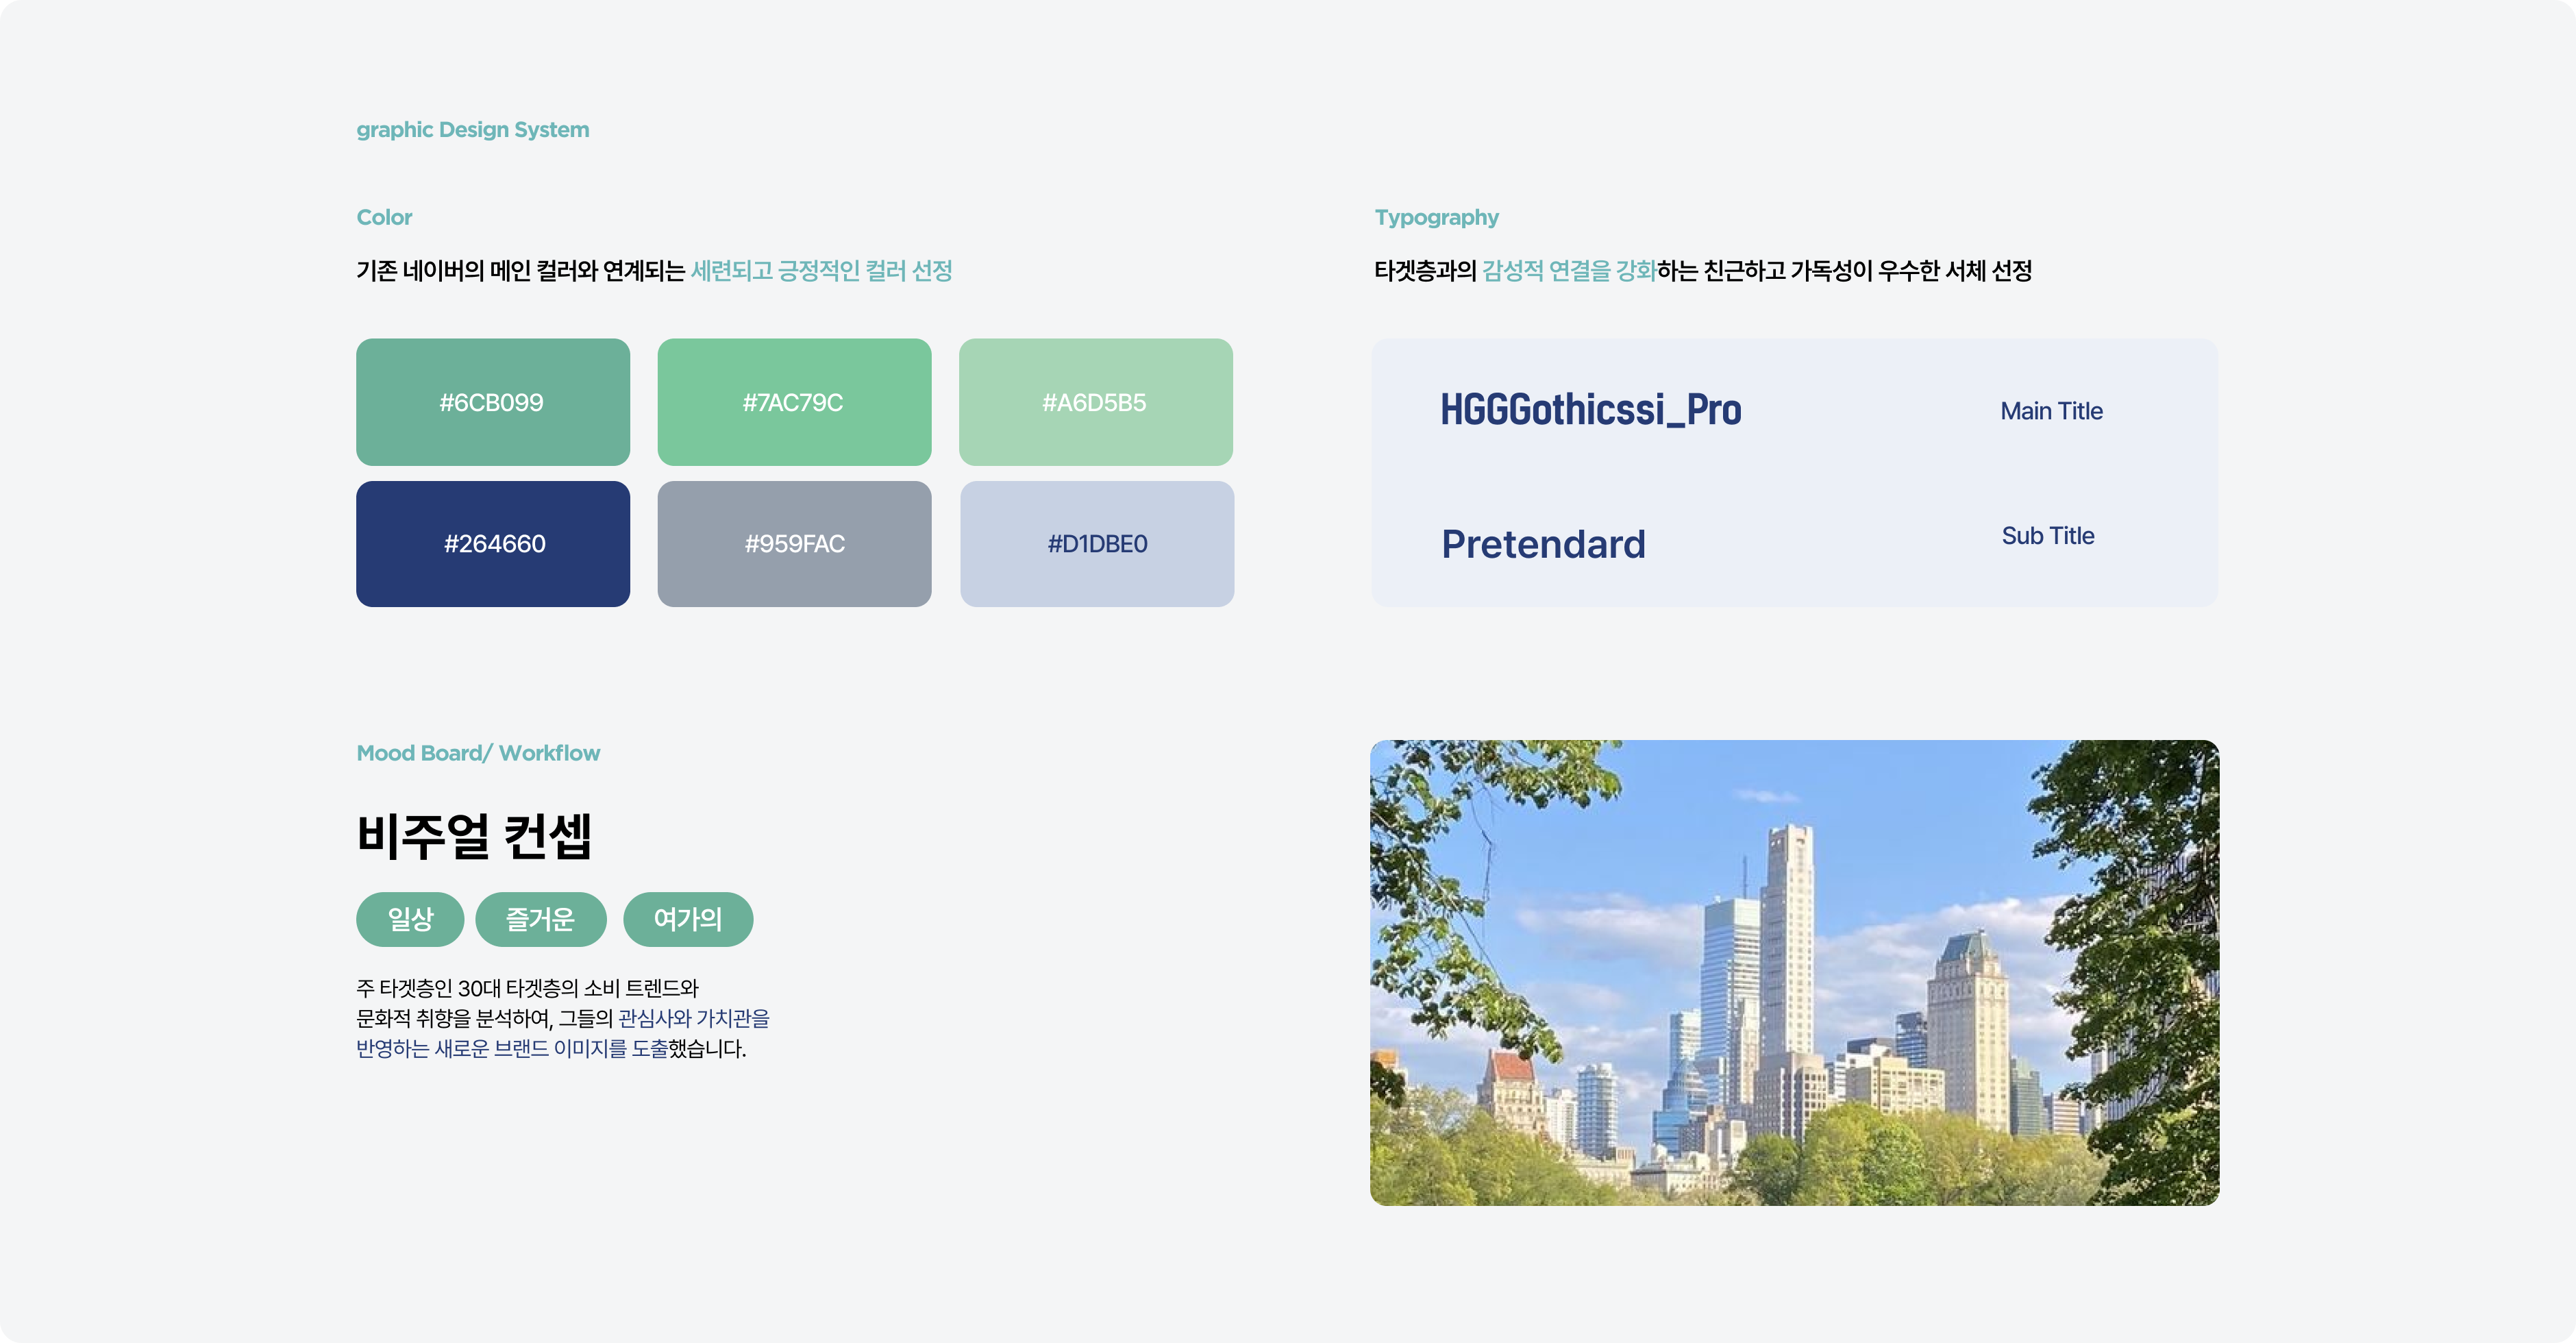 graphic Design System
Color
기존 네이버의 메인 컬러와 연계되는 세련되고 긍정적인 컬러 선정
#6CB099
#7AC79C
#A6D5B5
#264660
#959FAC
#D1DBE0
Typography
타겟층과의 감성적 연결을 강화하는 친근하고 가독성이 우수한 서체 선정
HGGGothicssi_Pro
Main Title
Pretendard
Sub Title
Mood Board/ Workflow
비주얼 컨셉
일상
즐거운
여가의
주 타겟층인 30대 타겟층의 소비 트렌드와
문화적 취향을 분석하여, 그들의 관심사와 가치관을
반영하는 새로운 브랜드 이미지를 도출했습니다.